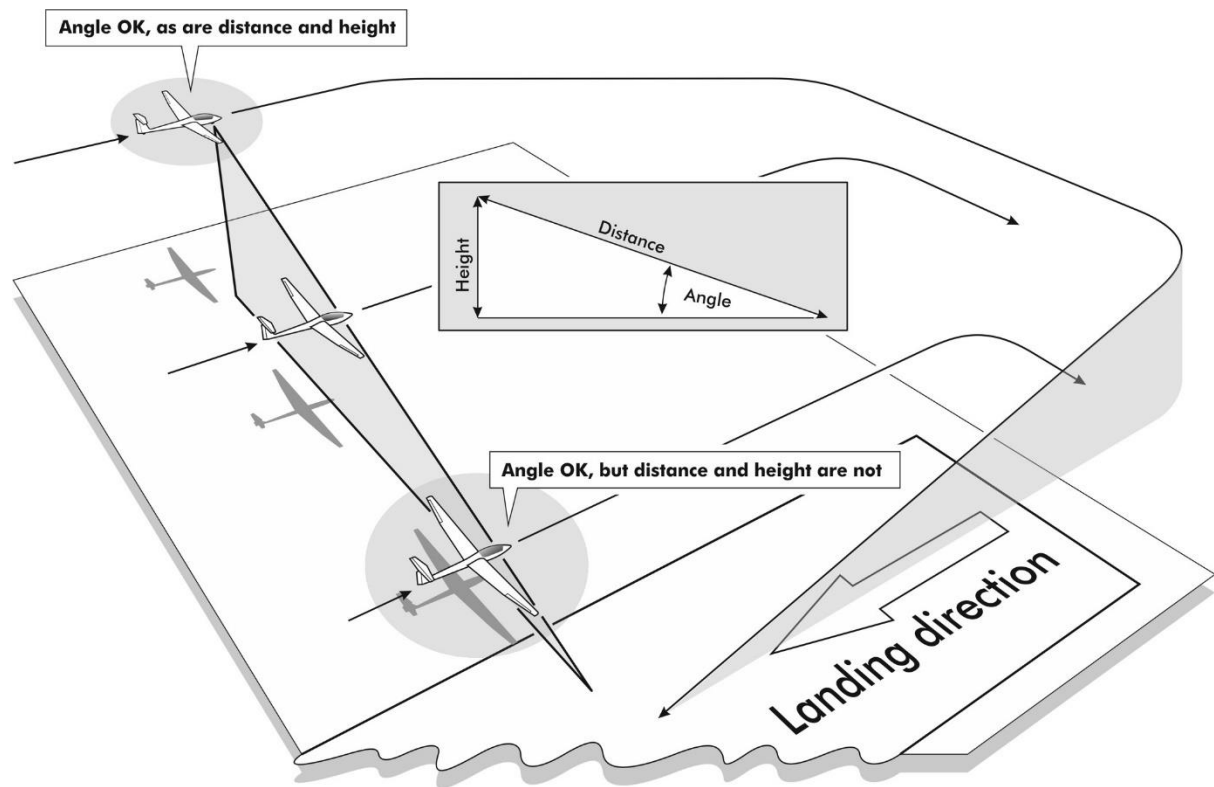 Angle OK, as are distance and height
Distance
Height
Angle
Angle OK, but distance and height are not
Landing direction